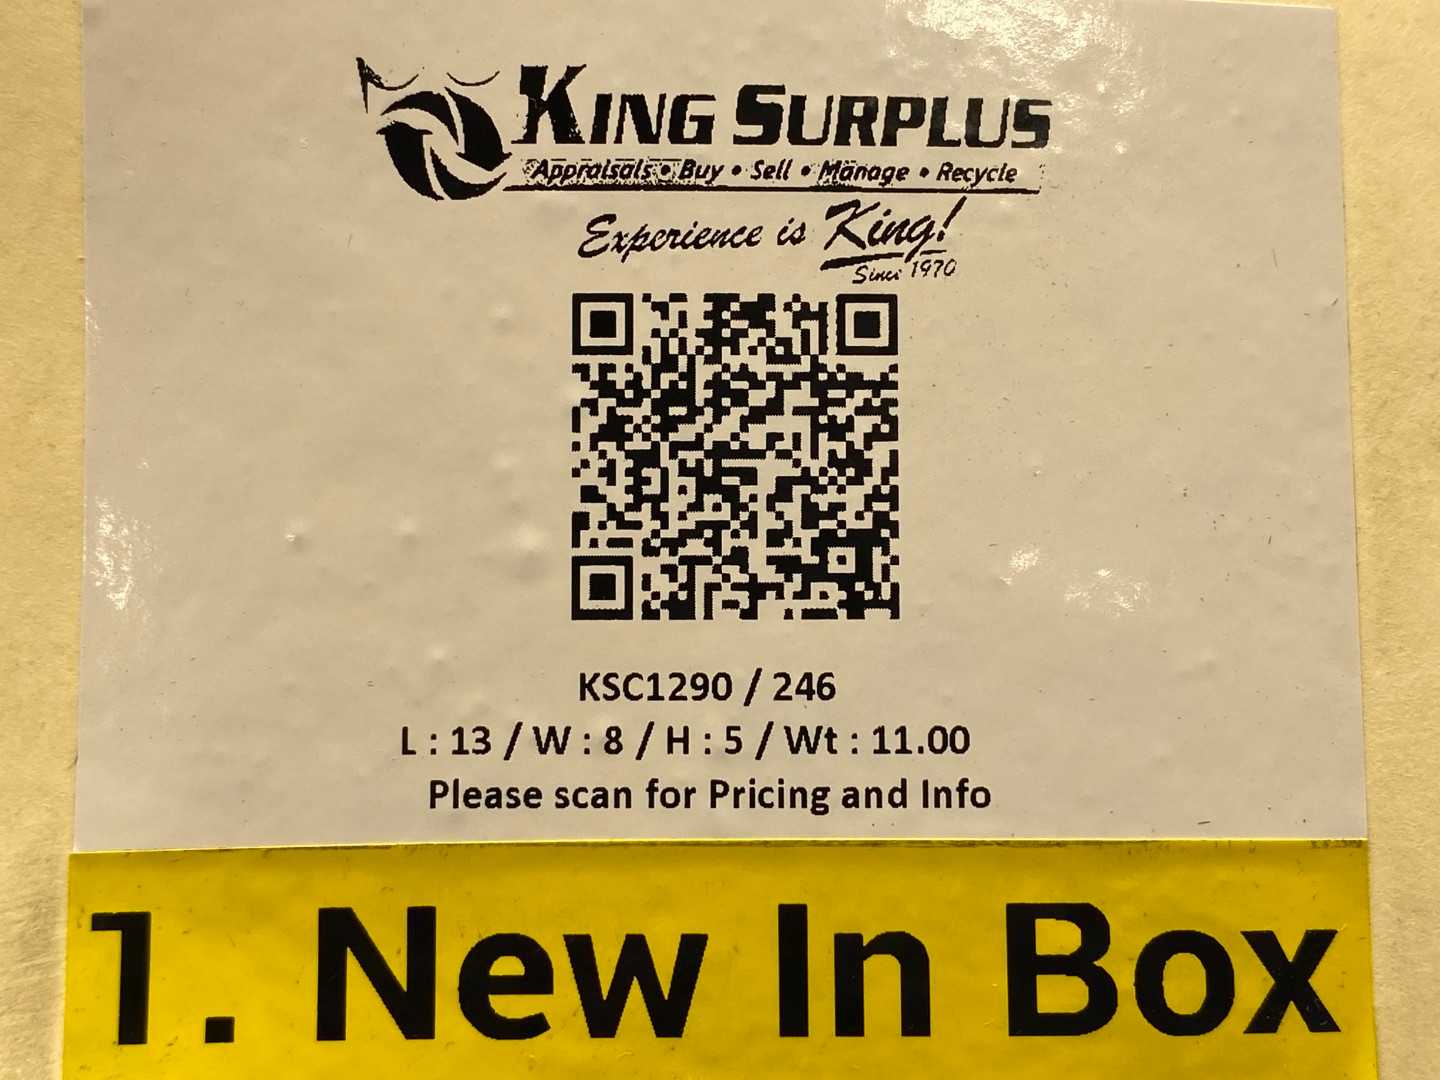 KING SURPLUS
Appraisals • Buy • Sell • Manage • Recycle
Experience is King!
Since 1970
KSC1290 / 246
L : 13 / W : 8 / H : 5 / Wt : 11.00
Please scan for Pricing and Info
1. New In Box